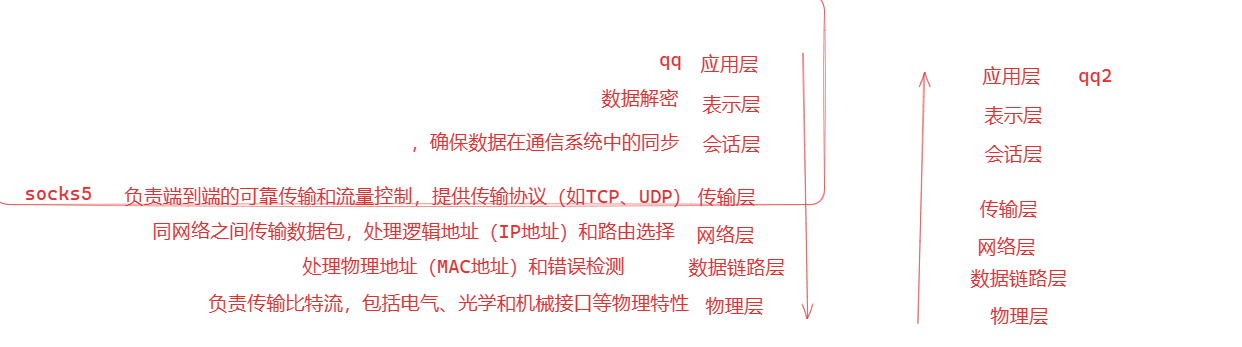 qq 应用层
数据解密 表示层
，确保数据在通信系统中的同步 会话层
socks5 负责端到端的可靠传输和流量控制，提供传输协议（如TCP、UDP） 传输层
同网络之间传输数据包，处理逻辑地址（IP地址）和路由选择 网络层
处理物理地址（MAC地址）和错误检测 数据链路层
负责传输比特流，包括电气、光学和机械接口等物理特性 物理层
应用层 qq2
表示层
会话层
传输层
网络层
数据链路层
物理层